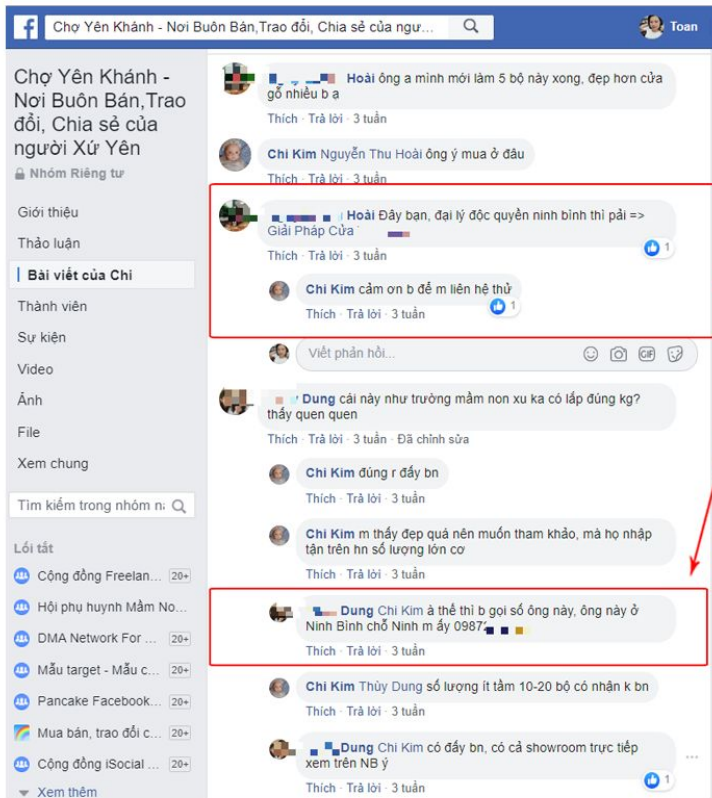 Chợ Yên Khánh - Nơi Buôn Bán,Trao đổi, Chia sẻ của ngư...
Toan
Chợ Yên Khánh -
Nơi Buôn Bán,Trao
đổi, Chia sẻ của
người Xứ Yên
Nhóm Riêng tư
Giới thiệu
Thảo luận
Bài viết của Chi
Thành viên
Sự kiện
Video
Ảnh
File
Xem chung
Tìm kiếm trong nhóm n
Lối tắt
Cộng đồng Freelan... 20+
Hội phụ huynh Mầm No...
DMA Network For ... 20+
Mẫu target - Mẫu c... 20+
Pancake Facebook... 20+
Mua bán, trao đổi c... 20+
Cộng đồng iSocial ... 20+
Xem thêm
Hoài ông a mình mới làm 5 bộ này xong, đẹp hơn cửa
gỗ nhiều b ạ
Thích · Trả lời · 3 tuần
Chi Kim Nguyễn Thu Hoài ông ý mua ở đâu
Thích · Trả lời · 3 tuần
Hoài Đây bạn, đại lý độc quyền ninh bình thì pải =>
Giải Pháp Cửa
1
Thích · Trả lời · 3 tuần
Chi Kim cảm ơn b để m liên hệ thử
1
Thích · Trả lời · 3 tuần
Viết phản hồi...
GIF
Dung cái này như trường mầm non xu ka có lắp đúng kg?
thấy quen quen
Thích · Trả lời · 3 tuần · Đã chỉnh sửa
Chi Kim đúng r đấy bn
Thích · Trả lời · 3 tuần
Chi Kim m thấy đẹp quá nên muốn tham khảo, mà họ nhập
tận trên hn số lượng lớn cơ
Thích · Trả lời · 3 tuần
Dung Chi Kim à thế thì b gọi số ông này, ông này ở
Ninh Bình chỗ Ninh m ấy 0987
Thích · Trả lời · 3 tuần
Chi Kim Thùy Dung số lượng ít tầm 10-20 bộ có nhận k bn
Thích · Trả lời · 3 tuần
Dung Chi Kim có đấy bn, có cả showroom trực tiếp
xem trên NB ý
1
Thích · Trả lời · 3 tuần